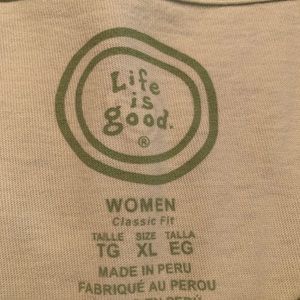 Life
is
good.
®
WOMEN
Classic Fit
TAILLE SIZE TALLA
TG XL EG
MADE IN PERU
FABRIQUÉ AU PEROU